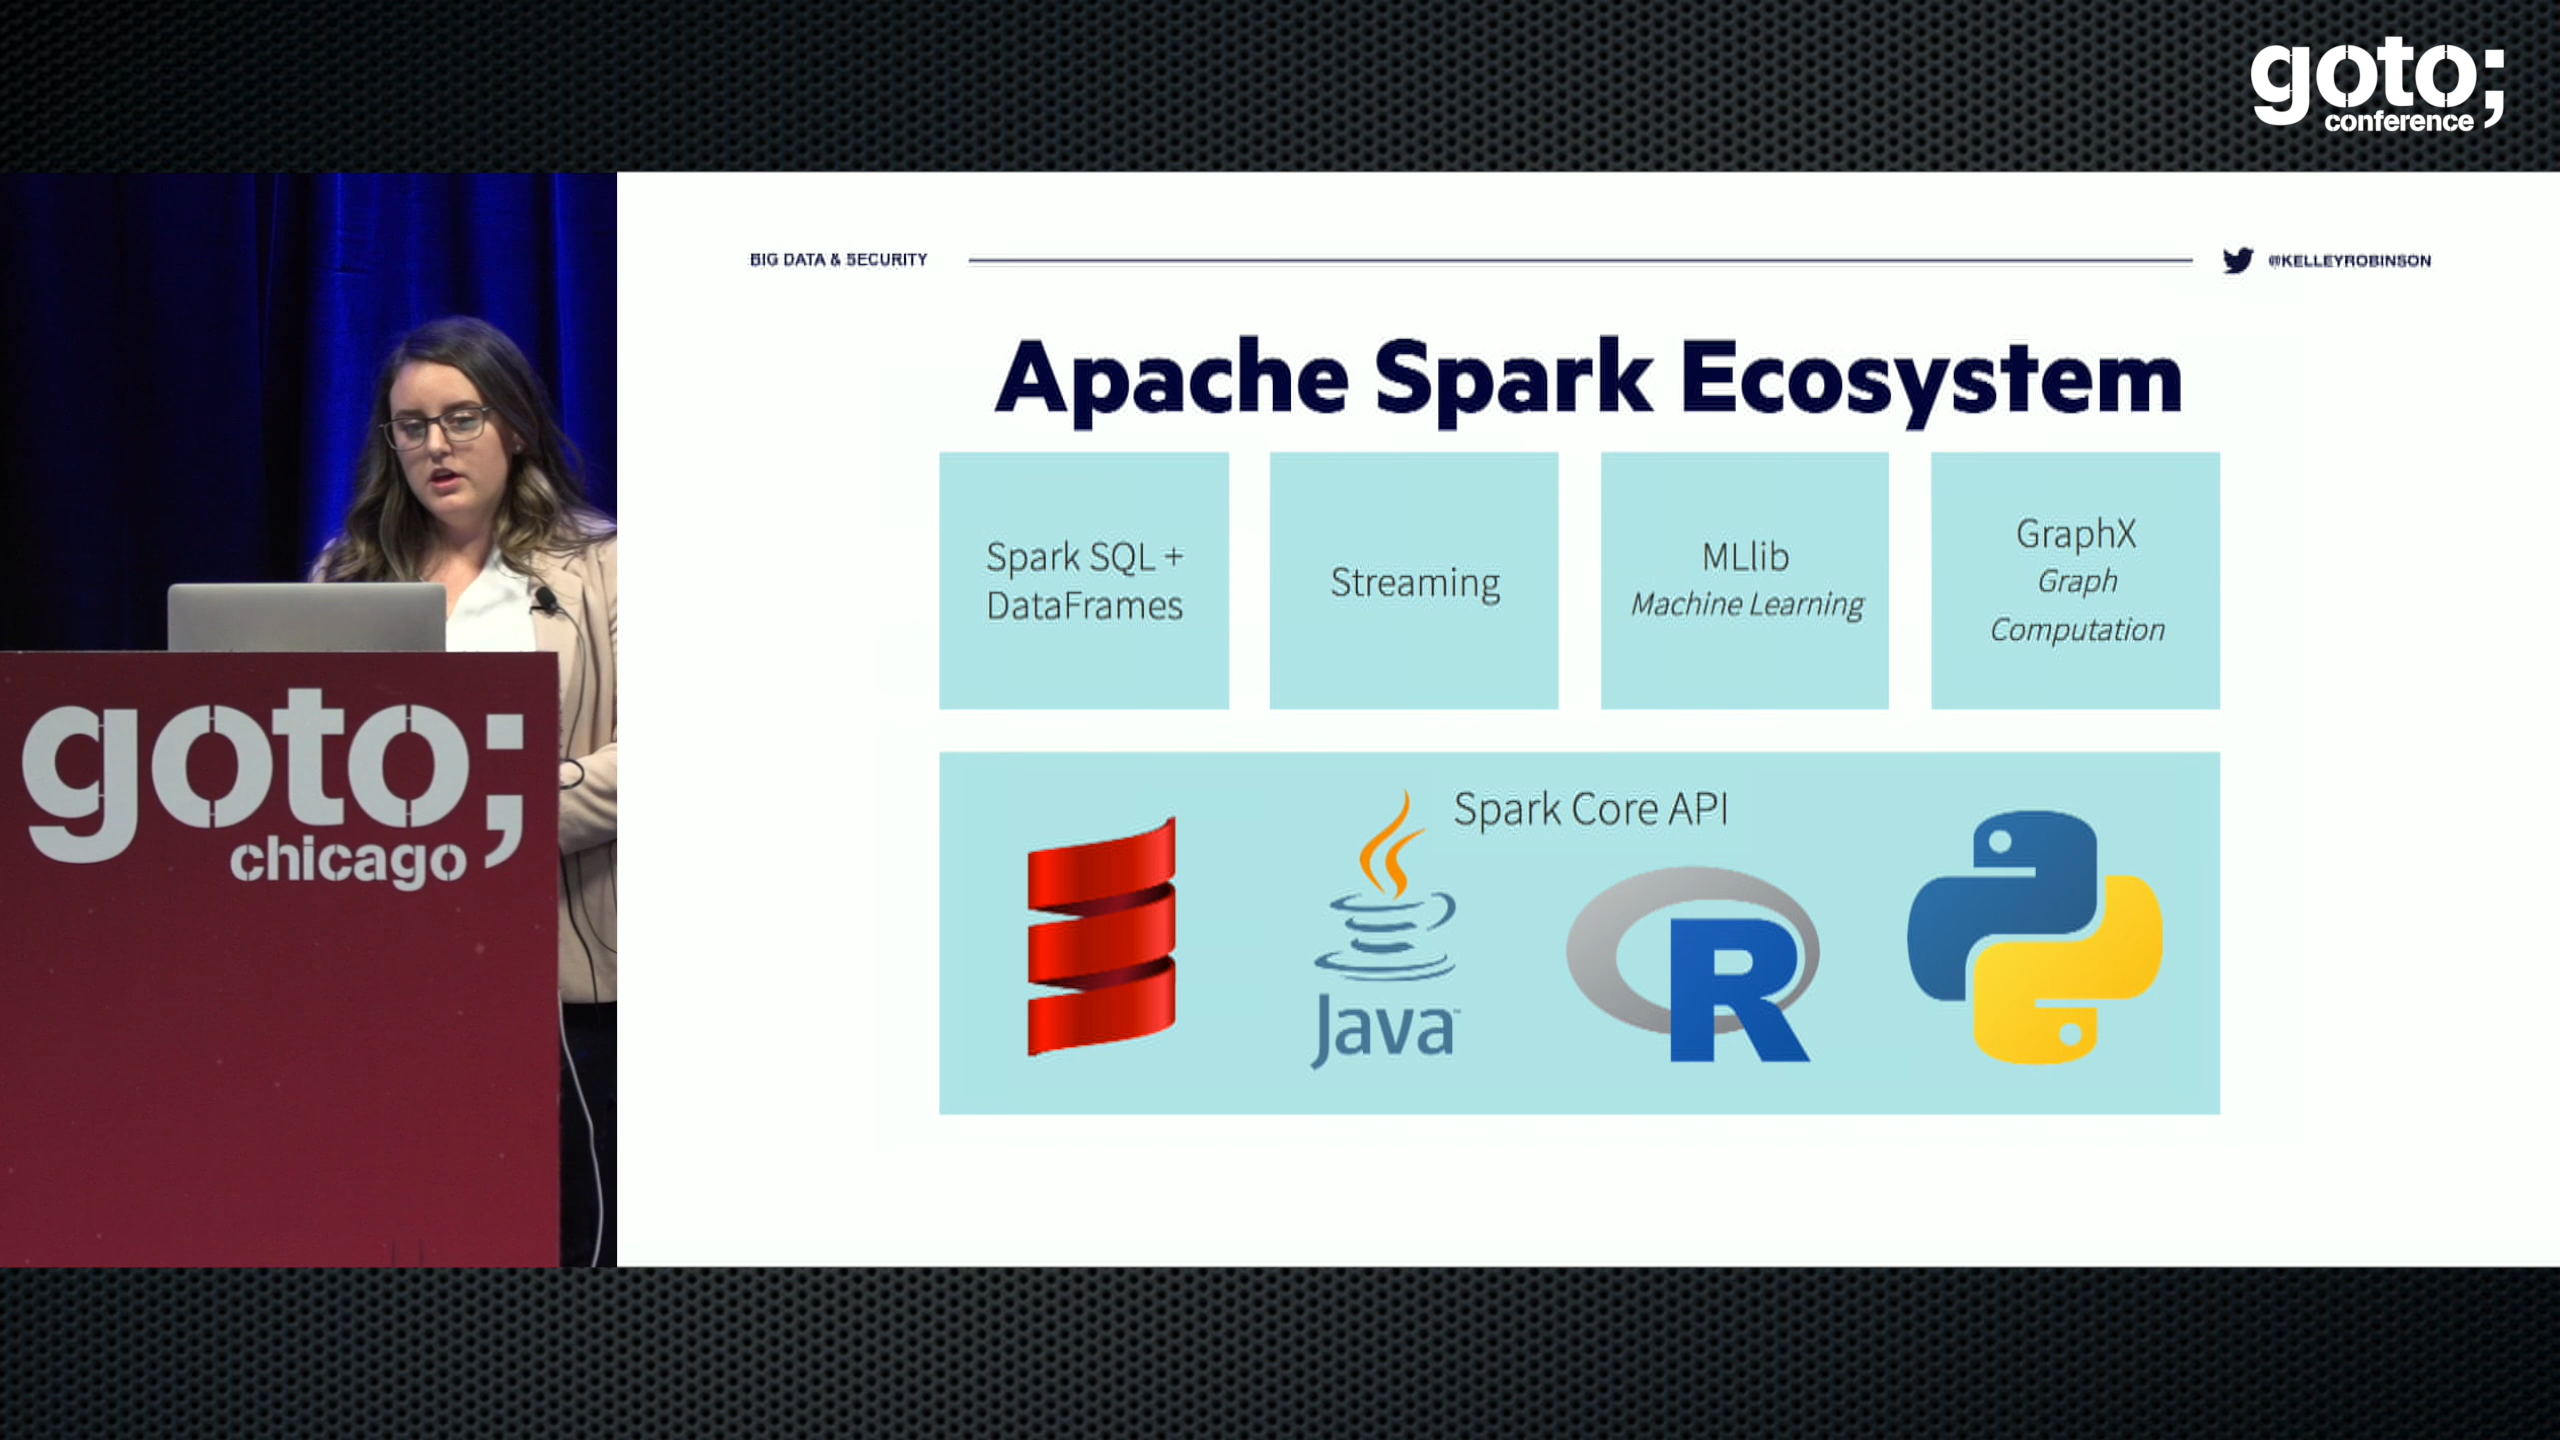 goto;
conference
BIG DATA & SECURITY
@KELLEYROBINSON
Apache Spark Ecosystem
Spark SQL +
DataFrames
Streaming
MLlib
Machine Learning
GraphX
Graph
Computation
Spark Core API
Java™
R
goto;
chicago